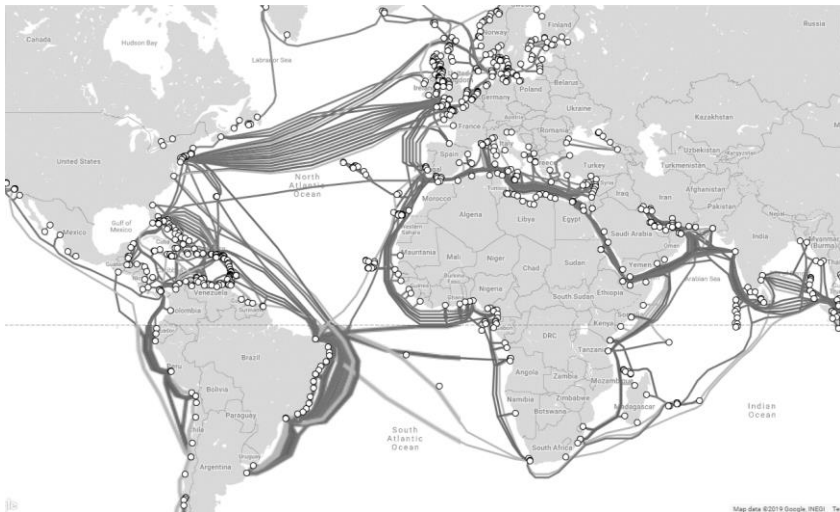 Canada
Hudson Bay
Labrador Sea
Norway
Finland
Russia
Poland
Belarus
Germany
Ukraine
France
Austria
Romania
Kazakhstan
United States
North
Atlantic
Ocean
Spain
Greece
Turkey
Uzbekistan
Turkmenistan
Gulf of
Mexico
Mexico
Morocco
Algeria
Libya
Egypt
Iraq
Iran
Afghanistan
Pakistan
Saudi Arabia
India
Mauritania
Mali
Niger
Chad
Sudan
Yemen
Arabian Sea
Nigeria
Ethiopia
South Sudan
Venezuela
Colombia
Kenya
DRC
Tanzania
Brazil
Peru
Bolivia
Angola
Zambia
Mozambique
Madagascar
Namibia
Zimbabwe
Botswana
Paraguay
Chile
South
Atlantic
Ocean
Indian
Ocean
South Africa
Uruguay
Argentina
Map data ©2019 Google, INEGI